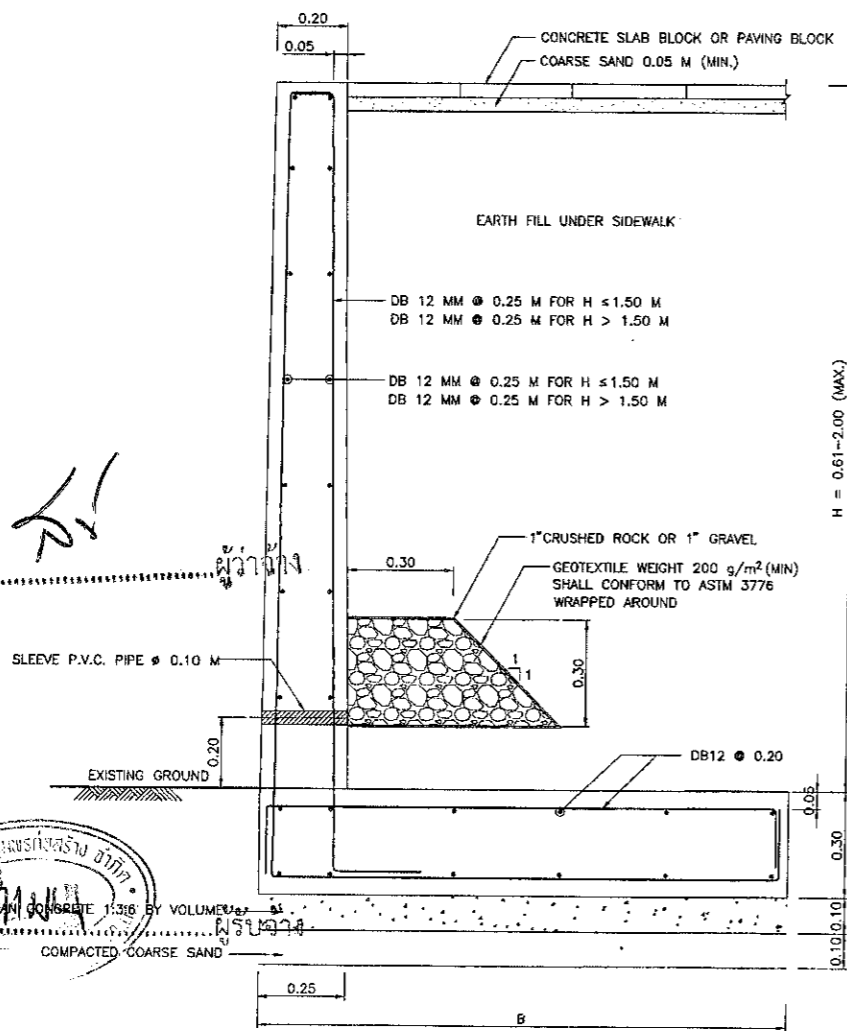 0.20
0.05
CONCRETE SLAB BLOCK OR PAVING BLOCK
COARSE SAND 0.05 M (MIN.)
EARTH FILL UNDER SIDEWALK
DB 12 MM @ 0.25 M FOR H ≤1.50 M
DB 12 MM @ 0.25 M FOR H > 1.50 M
DB 12 MM @ 0.25 M FOR H ≤1.50 M
DB 12 MM @ 0.25 M FOR H > 1.50 M
H = 0.61-2.00 (MAX.)
ผู้ว่าจ้าง
0.30
1" CRUSHED ROCK OR 1" GRAVEL
GEOTEXTILE WEIGHT 200 g/m² (MIN)
SHALL CONFORM TO ASTM 3776
WRAPPED AROUND
1
1
0.30
SLEEVE P.V.C. PIPE ø 0.10 M
0.20
EXISTING GROUND
DB12 @ 0.20
0.05
0.30
CONCRETE 1:3:6 BY VOLUME
ผู้รับจ้าง
0.10
COMPACTED COARSE SAND
0.10
0.25
B